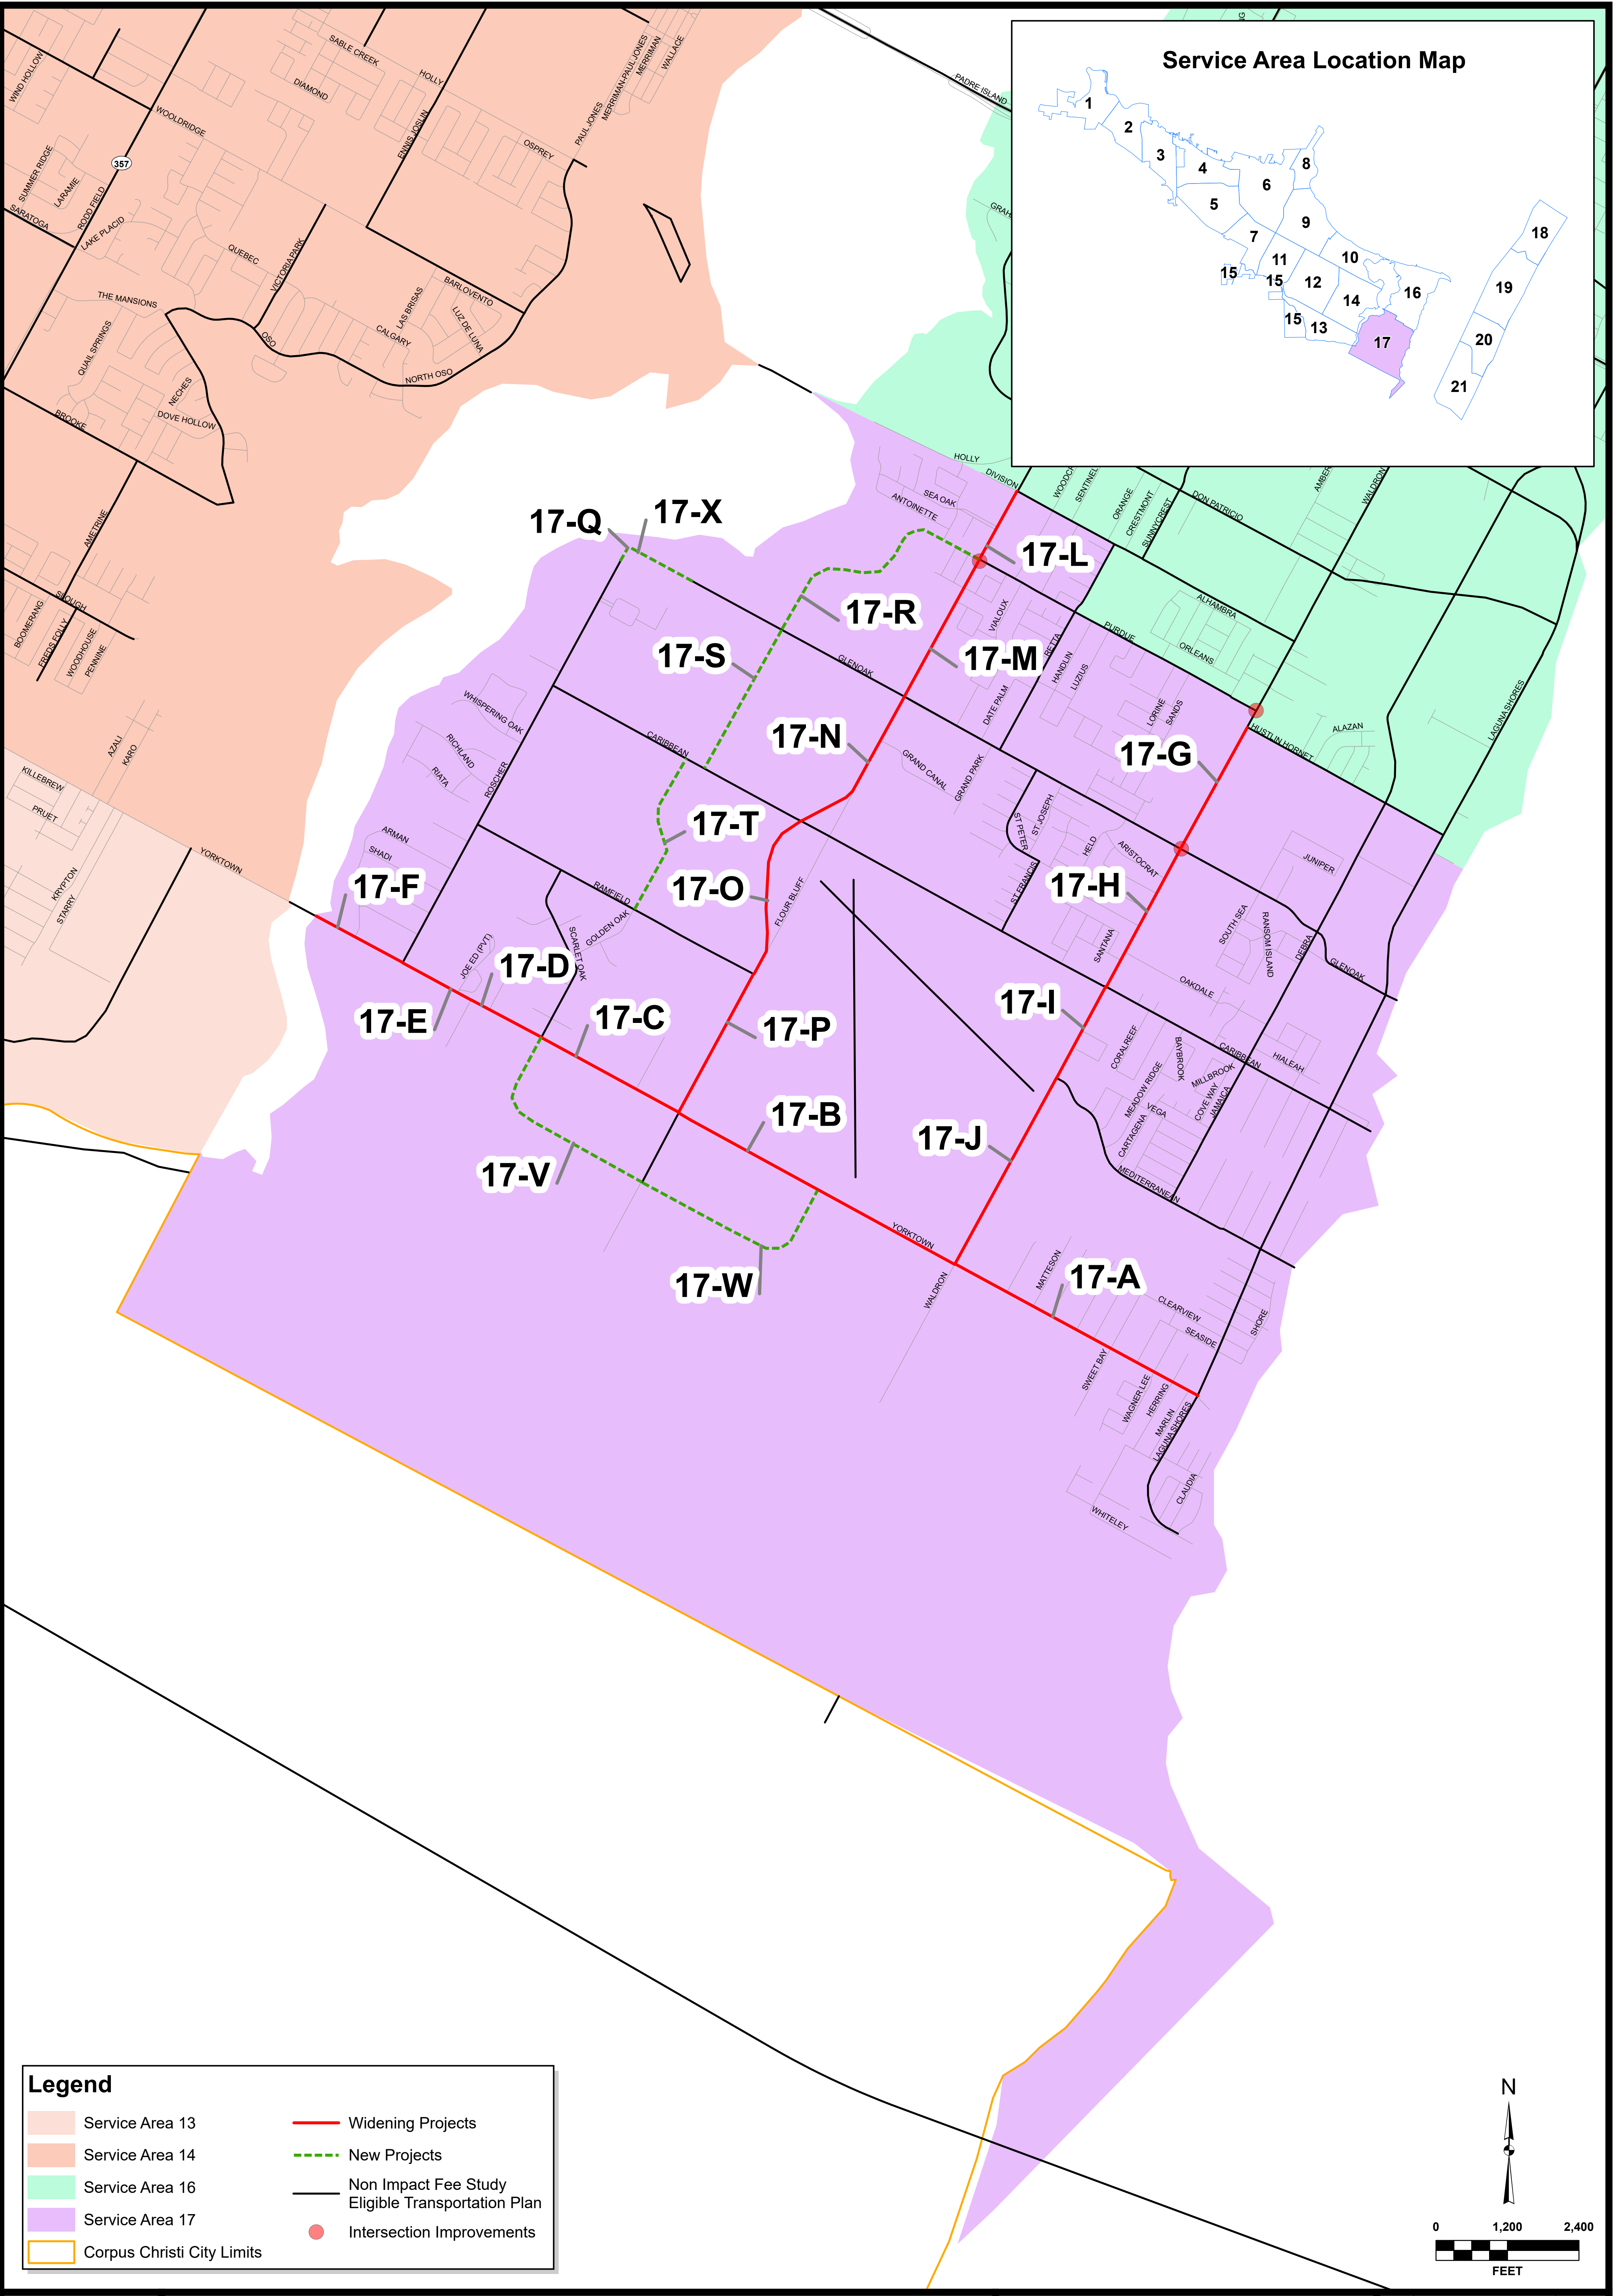 Service Area Location Map
1
2
3
4
5
6
7
8
9
10
11
12
13
14
15
15
15
16
17
18
19
20
21
WIND HOLLOW
SABLE CREEK
HOLLY
DIAMOND
WOOLDRIDGE
ENNIS JOSLIN
OSPREY
PAUL JONES
MERRIMAN-PAUL JONES
MERRIMAN
WALLACE
PADRE ISLAND
357
SUMMER RIDGE
LARAMIE
SARATOGA
RODD FIELD
LAKE PLACID
QUEBEC
VICTORIA PARK
THE MANSIONS
OSO
CALGARY
LAS BRISAS
BARLOVENTO
LUZ DE LUNA
NORTH OSO
QUAIL SPRINGS
NECHES
DOVE HOLLOW
BROOKE
AMETRINE
SLOUGH
BOOMERANG
FREDS FOLLY
WOODHOUSE
PENNINE
AZALI
KARO
KILLEBREW
PRUET
KRYPTON
STARRY
YORKTOWN
HOLLY
DIVISION
SEA OAK
ANTOINETTE
SENTINEL
ORANGE
CRESTMONT
SUNNYCREST
DON PATRICIO
AMBER
WALDRON
LAGUNA SHORES
ALHAMBRA
PURDUE
ORLEANS
HUSTLIN HORNET
ALAZAN
17-Q
17-X
17-L
17-R
17-S
17-M
17-N
17-G
17-T
17-O
17-H
17-F
17-D
17-E
17-C
17-P
17-I
17-B
17-J
17-V
17-W
17-A
VIALOUX
RETTA
HANDLIN
LUZIUS
GLENOAK
DATE PALM
LORINE
SANDS
WHISPERING OAK
RICHLAND
RIATA
ROSCHER
CARIBBEAN
GRAND CANAL
GRAND PARK
ST PETER
ST JOSEPH
HELD
ARISTOCRAT
ST FRANCIS
JUNIPER
ARMAN
SHADI
RAMFIELD
GOLDEN OAK
SCARLET OAK
JOE ED (PVT)
FLOUR BLUFF
SANTANA
SOUTH SEA
RANSOM ISLAND
DEBRA
GLENOAK
OAKDALE
CORALREEF
BAYBROOK
CARIBBEAN
HIALEAH
MILLBROOK
MEADOW RIDGE
COVE WAY
JAMAICA
VEGA
CARTAGENA
MEDITERRANEAN
YORKTOWN
WALDRON
MATTESON
CLEARVIEW
SEASIDE
SHORE
SWEET BAY
WAGNER LEE
HERRING
MARLIN
LAGUNA SHORES
CLAUDIA
WHITELEY
Legend
Service Area 13
Service Area 14
Service Area 16
Service Area 17
Corpus Christi City Limits
Widening Projects
New Projects
Non Impact Fee Study
Eligible Transportation Plan
Intersection Improvements
N
0 1,200 2,400
FEET